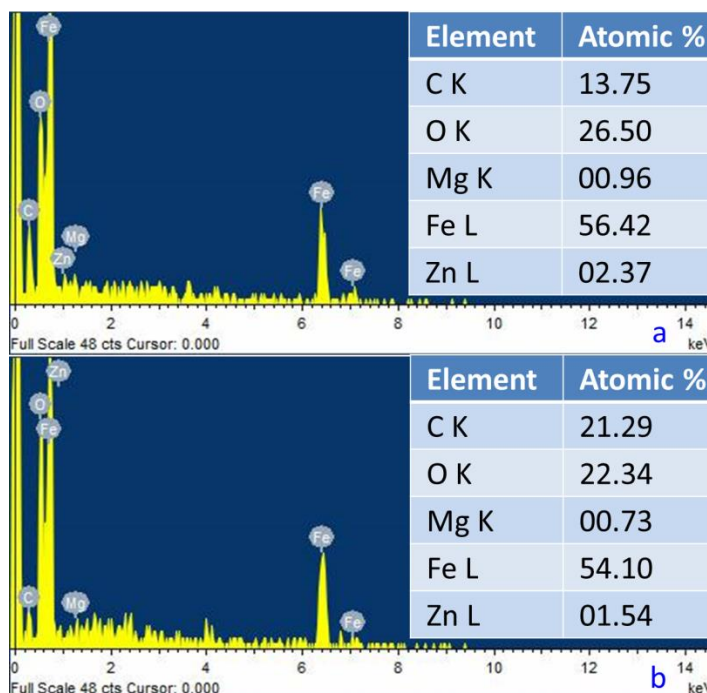 Fe
O
C
Zn
Mg
Fe
Fe
Element Atomic %
C K 13.75
O K 26.50
Mg K 00.96
Fe L 56.42
Zn L 02.37
0 2 4 6 8 10 12 14
Full Scale 48 cts Cursor: 0.000 keV
a
Zn
O
Fe
C
Mg
Fe
Fe
Element Atomic %
C K 21.29
O K 22.34
Mg K 00.73
Fe L 54.10
Zn L 01.54
0 2 4 6 8 10 12 14
Full Scale 48 cts Cursor: 0.000 keV
b